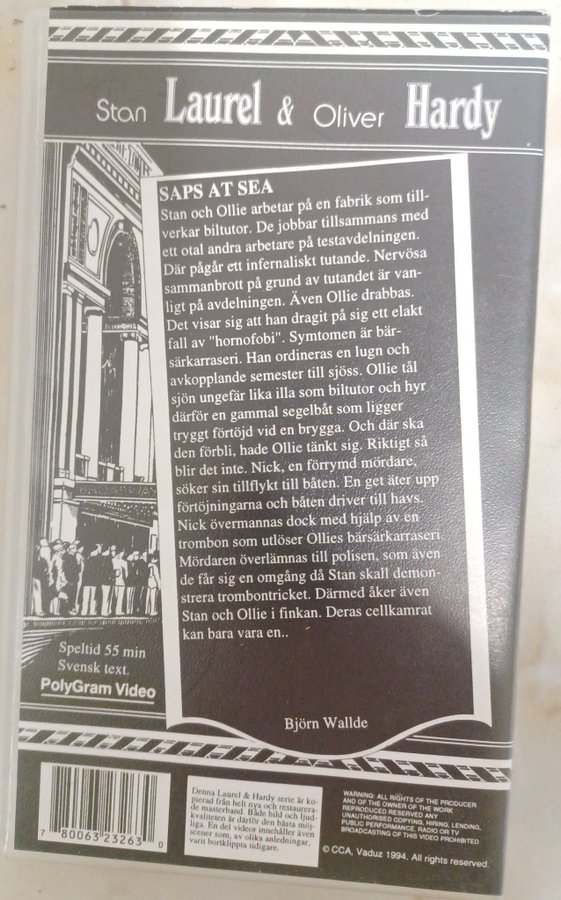 Stan Laurel & Oliver Hardy
SAPS AT SEA
Stan och Ollie arbetar på en fabrik som till-
verkar biltutor. De jobbar tillsammans med
ett otal andra arbetare på testavdelningen.
Där pågår ett infernaliskt tutande. Nervösa
sammanbrott på grund av tutandet är van-
ligt på avdelningen. Även Ollie drabbas.
Det visar sig att han dragit på sig ett elakt
fall av "hornofobi". Symtomen är bär-
särkarraseri. Han ordineras en lugn och
avkopplande semester till sjöss. Ollie tål
sjön ungefär lika illa som biltutor och hyr
därför en gammal segelbåt som ligger
tryggt förtöjd vid en brygga. Och där ska
den förbli, hade Ollie tänkt sig. Riktigt så
blir det inte. Nick, en förrymd mördare,
söker sin tillflykt till båten. En get äter upp
förtöjningarna och båten driver till havs.
Nick övermannas dock med hjälp av en
trombon som utlöser Ollies bärsärkarraseri.
Mördaren överlämnas till polisen, som även
de får sig en omgång då Stan skall demon-
strera trombontricket. Därmed åker även
Stan och Ollie i finkan. Deras cellkamrat
kan bara vara en..
Björn Wallde
Speltid 55 min
Svensk text.
PolyGram Video
7 80063 23263 0
Denna Laurel & Hardy serie är ko-
pierad från helt nya och restaurera-
de masterband. Både bild och ljud-
kvaliteten är därför den bästa möj-
liga. En del videor innehåller även
scener som, av olika anledningar,
varit bortklippta tidigare.
WARNING: ALL RIGHTS OF THE PRODUCER
AND OF THE OWNER OF THE WORK
REPRODUCED RESERVED ANY
UNAUTHORISED COPYING, HIRING, LENDING,
PUBLIC PERFORMANCE, RADIO OR TV
BROADCASTING OF THIS VIDEO PROHIBITED
© CCA, Vaduz 1994. All rights reserved.